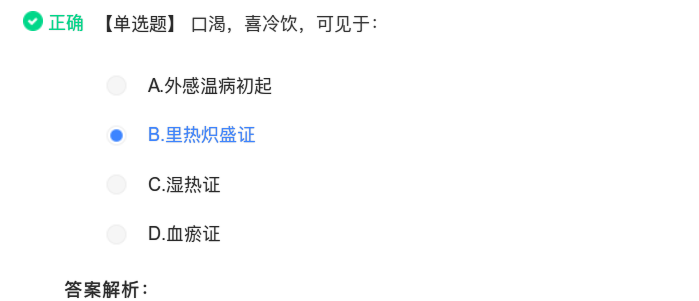 正确 【单选题】 口渴，喜冷饮，可见于：
A.外感温病初起
B.里热炽盛证
C.湿热证
D.血瘀证
答案解析：